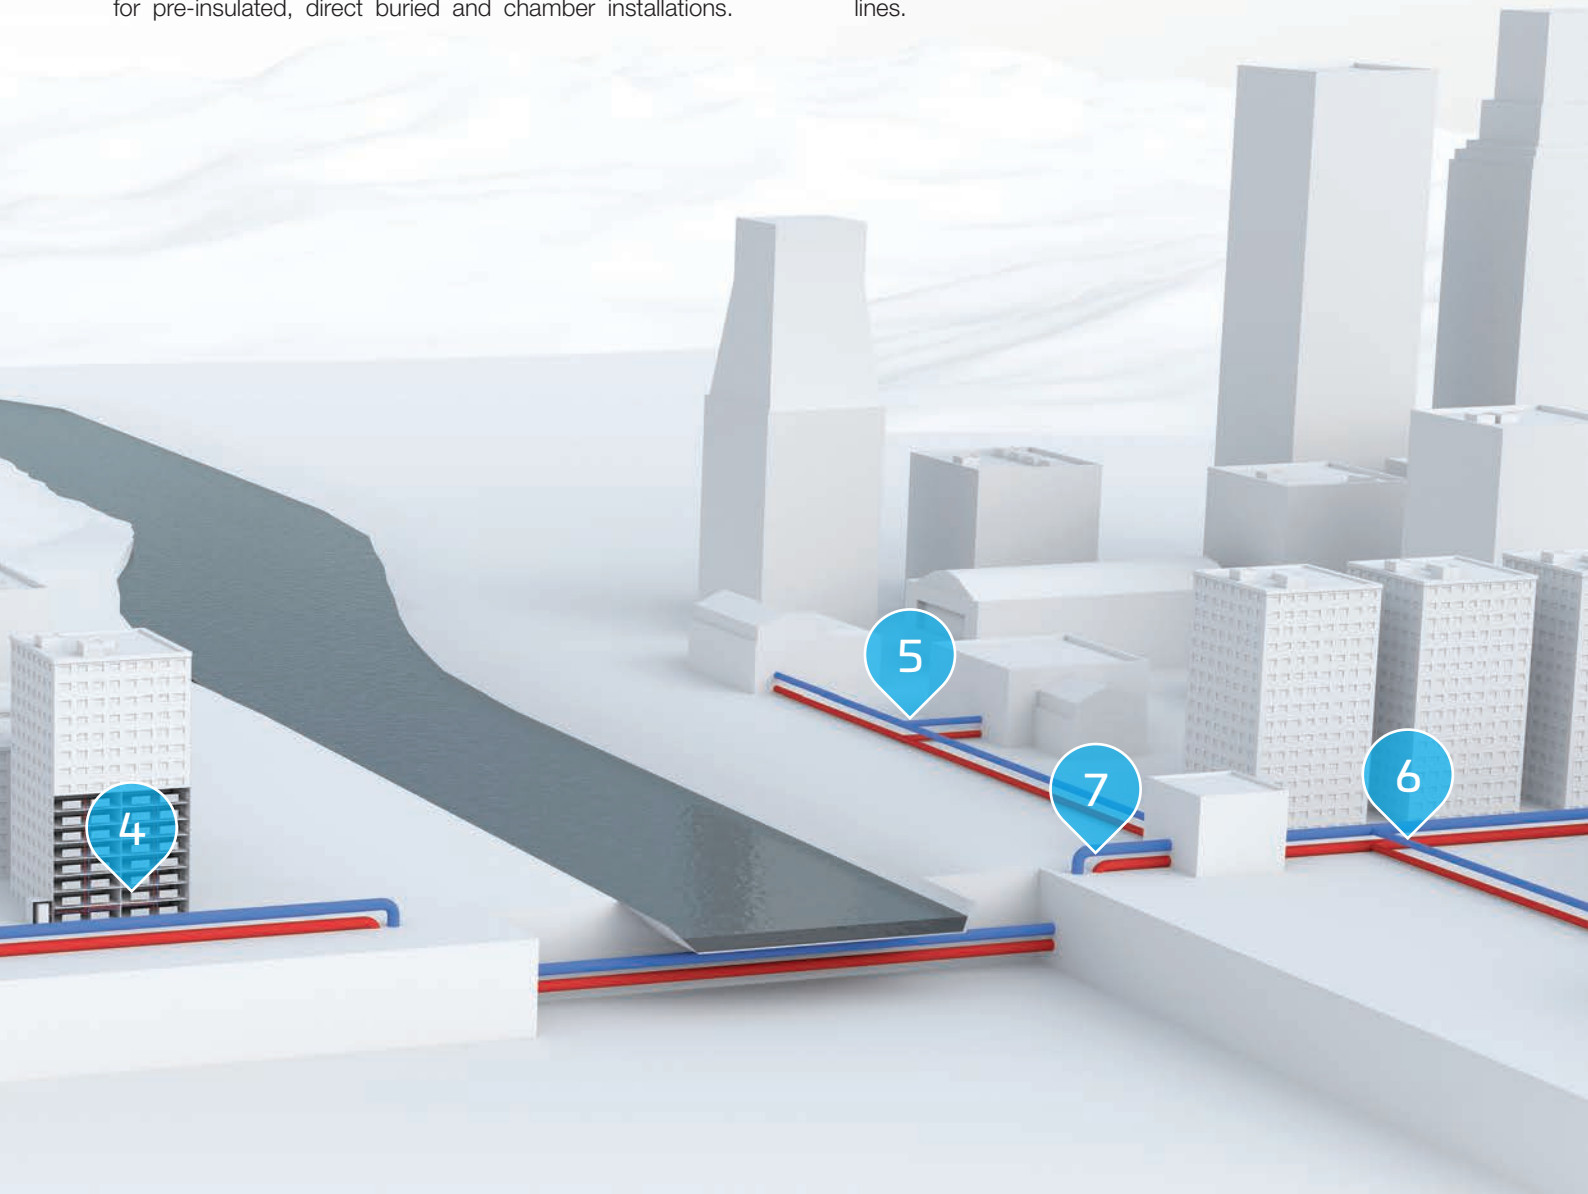 for pre-insulated, direct buried and chamber installations.
lines.
5
7
6
4